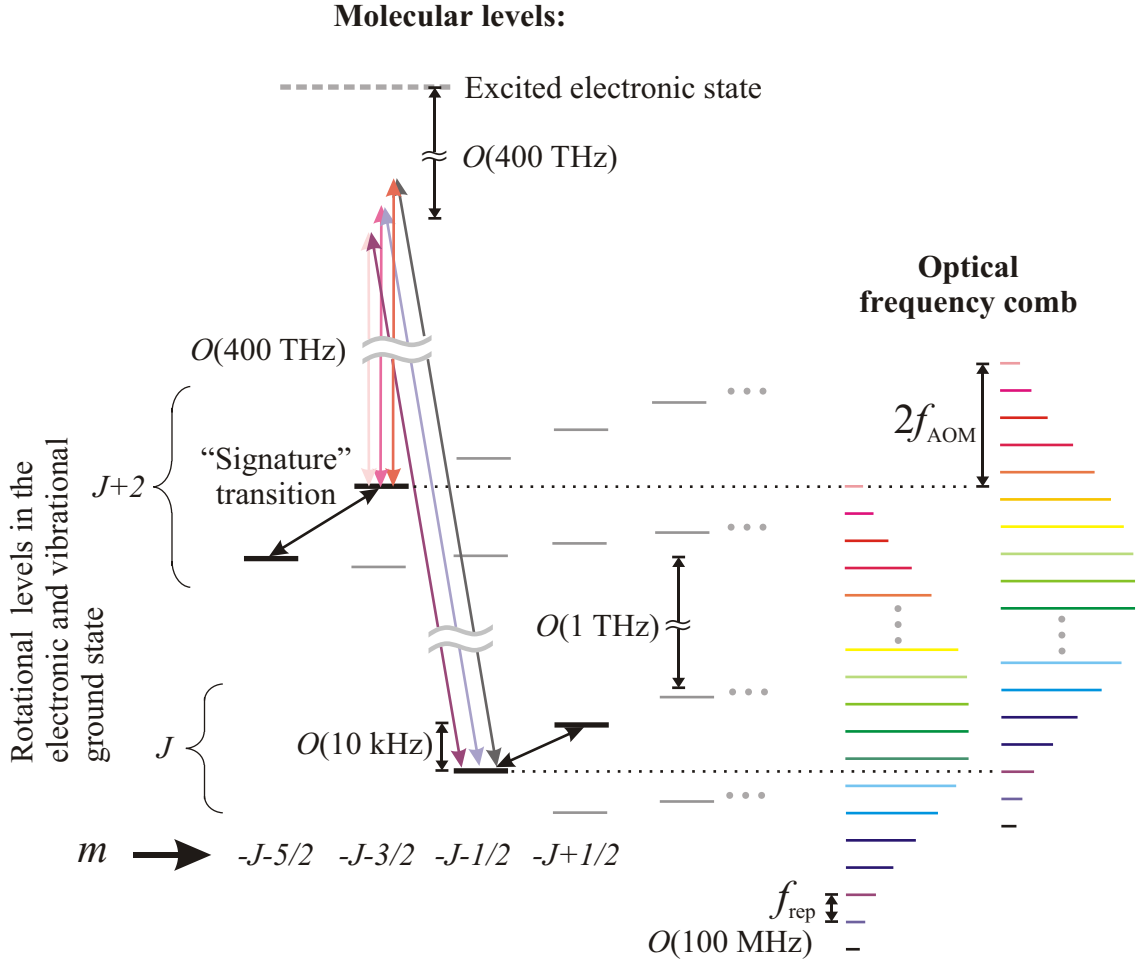 Molecular levels:
Excited electronic state
O(400 THz)
Optical
frequency comb
O(400 THz)
2f_AOM
Rotational levels in the
electronic and vibrational
ground state
J+2
“Signature”
transition
O(1 THz)
J
O(10 kHz)
m
-J-5/2 -J-3/2 -J-1/2 -J+1/2
f_rep
O(100 MHz)